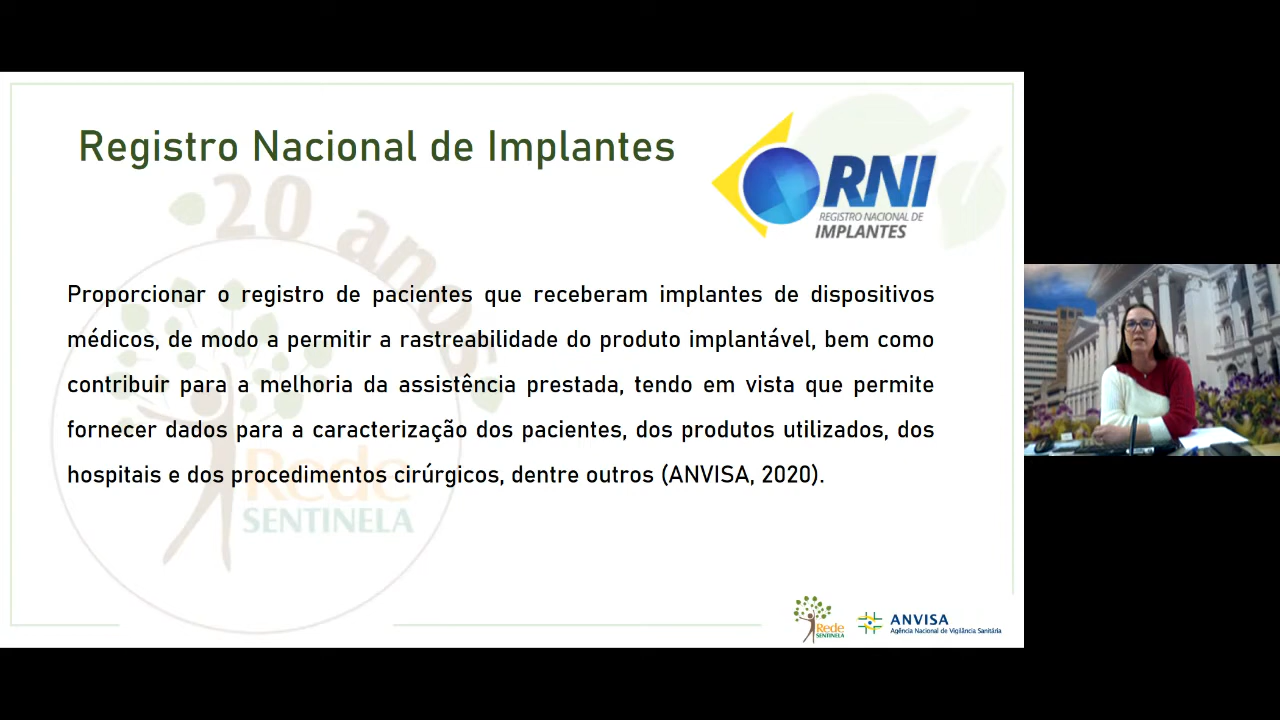 Registro Nacional de Implantes
RNI
REGISTRO NACIONAL DE
IMPLANTES
20 anos
Proporcionar o registro de pacientes que receberam implantes de dispositivos
médicos, de modo a permitir a rastreabilidade do produto implantável, bem como
contribuir para a melhoria da assistência prestada, tendo em vista que permite
fornecer dados para a caracterização dos pacientes, dos produtos utilizados, dos
hospitais e dos procedimentos cirúrgicos, dentre outros (ANVISA, 2020).
Rede
SENTINELA
Rede
SENTINELA
ANVISA
Agência Nacional de Vigilância Sanitária